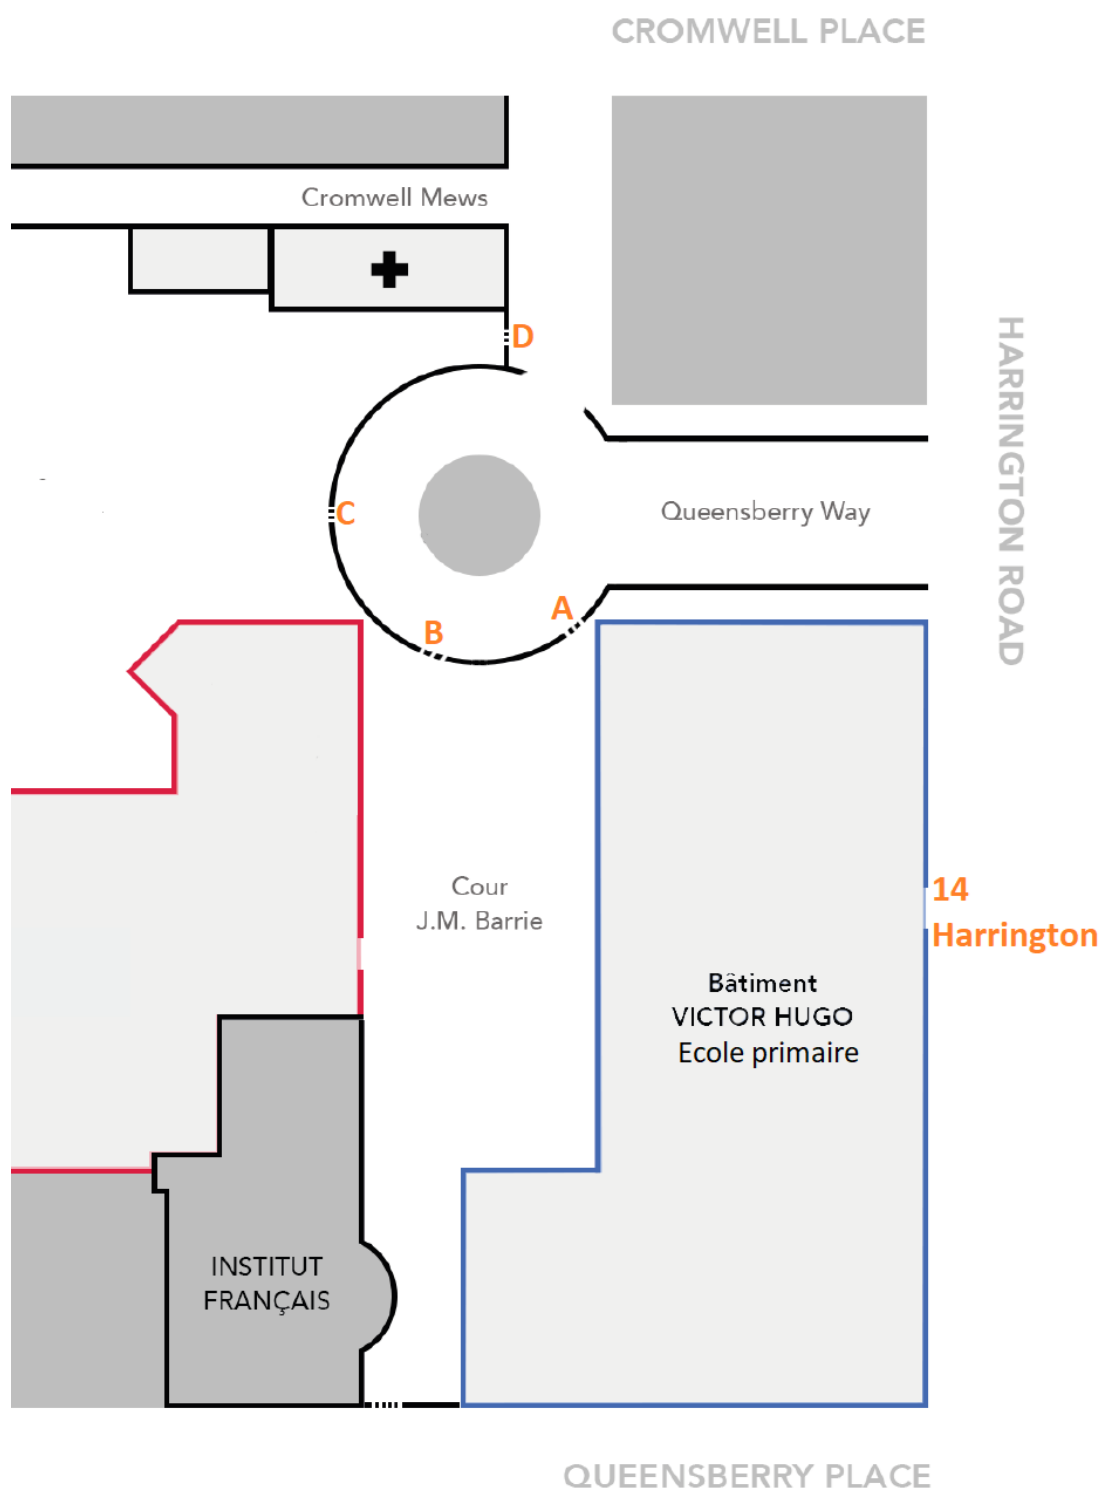 CROMWELL PLACE
Cromwell Mews
D
HARRINGTON ROAD
C
Queensberry Way
A
B
Cour
J.M. Barrie
14
Harrington
Bâtiment
VICTOR HUGO
Ecole primaire
INSTITUT
FRANÇAIS
QUEENSBERRY PLACE